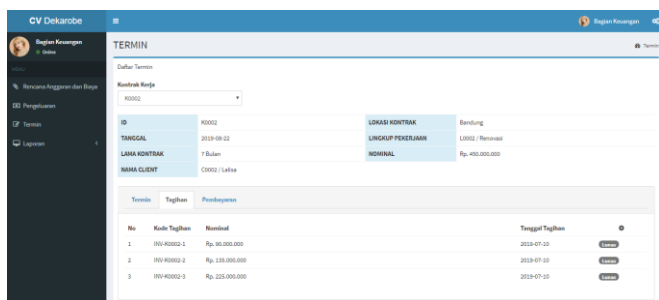 CV Dekarobe
Bagian Keuangan
Bagian Keuangan
Online
TERMIN
Termin
MENU
Rencana Anggaran dan Biaya
Pengeluaran
Termin
Laporan
Daftar Termin
Kontrak Kerja
K0002
ID K0002 LOKASI KONTRAK Bandung
TANGGAL 2019-08-22 LINGKUP PEKERJAAN L0002 / Renovasi
LAMA KONTRAK 7 Bulan NOMINAL Rp. 450.000.000
NAMA CLIENT C0002 / Lalisa
Termin Tagihan Pembayaran
No Kode Tagihan Nominal Tanggal Tagihan
1 INV-K0002-1 Rp. 90.000.000 2019-07-10 Lunas
2 INV-K0002-2 Rp. 135.000.000 2019-07-10 Lunas
3 INV-K0002-3 Rp. 225.000.000 2019-07-10 Lunas